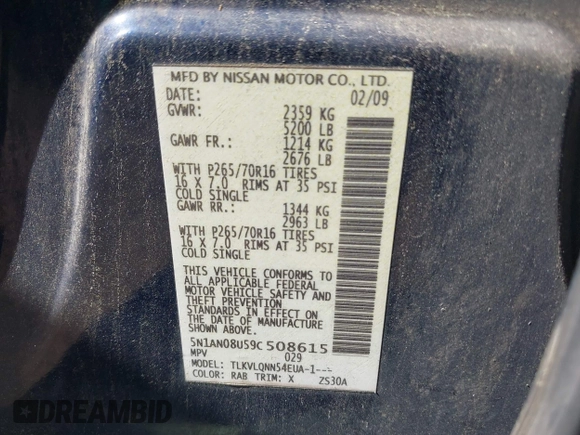 MFD BY NISSAN MOTOR CO., LTD.
DATE: 02/09
GVWR: 2359 KG
5200 LB
GAWR FR.: 1214 KG
2676 LB
WITH P265/70R16 TIRES
16 X 7.0 RIMS AT 35 PSI
COLD SINGLE
GAWR RR.: 1344 KG
2963 LB
WITH P265/70R16 TIRES
16 X 7.0 RIMS AT 35 PSI
COLD SINGLE
THIS VEHICLE CONFORMS TO
ALL APPLICABLE FEDERAL
MOTOR VEHICLE SAFETY AND
THEFT PREVENTION
STANDARDS IN EFFECT ON
DATE OF MFR. SHOWN ABOVE.
5N1AN08U59C508615
MPV 029
MODEL: TLKVLQNN54EUA-1---
COLOR: RAB TRIM: X ZS30A
DREAMBID